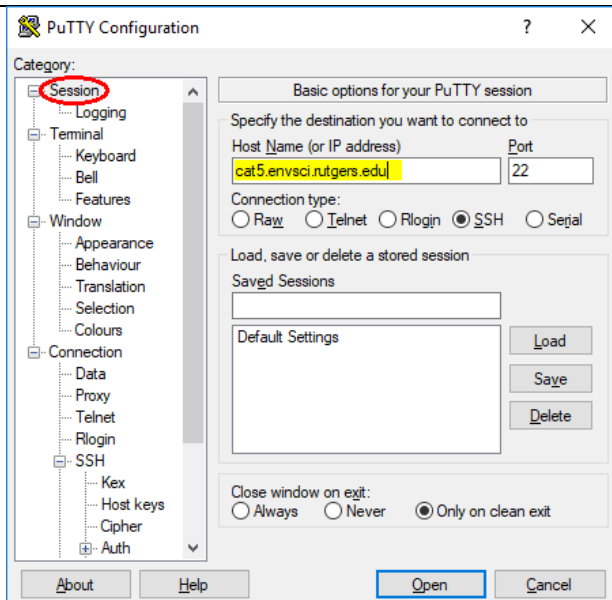 PuTTY Configuration
?
Category:
Session
Logging
Terminal
Keyboard
Bell
Features
Window
Appearance
Behaviour
Translation
Selection
Colours
Connection
Data
Proxy
Telnet
Rlogin
SSH
Kex
Host keys
Cipher
Auth
Basic options for your PuTTY session
Specify the destination you want to connect to
Host Name (or IP address) Port
cat5.envsci.rutgers.edu 22
Connection type:
Raw Telnet Rlogin SSH Serial
Load, save or delete a stored session
Saved Sessions
Default Settings
Load
Save
Delete
Close window on exit:
Always Never Only on clean exit
About Help Open Cancel